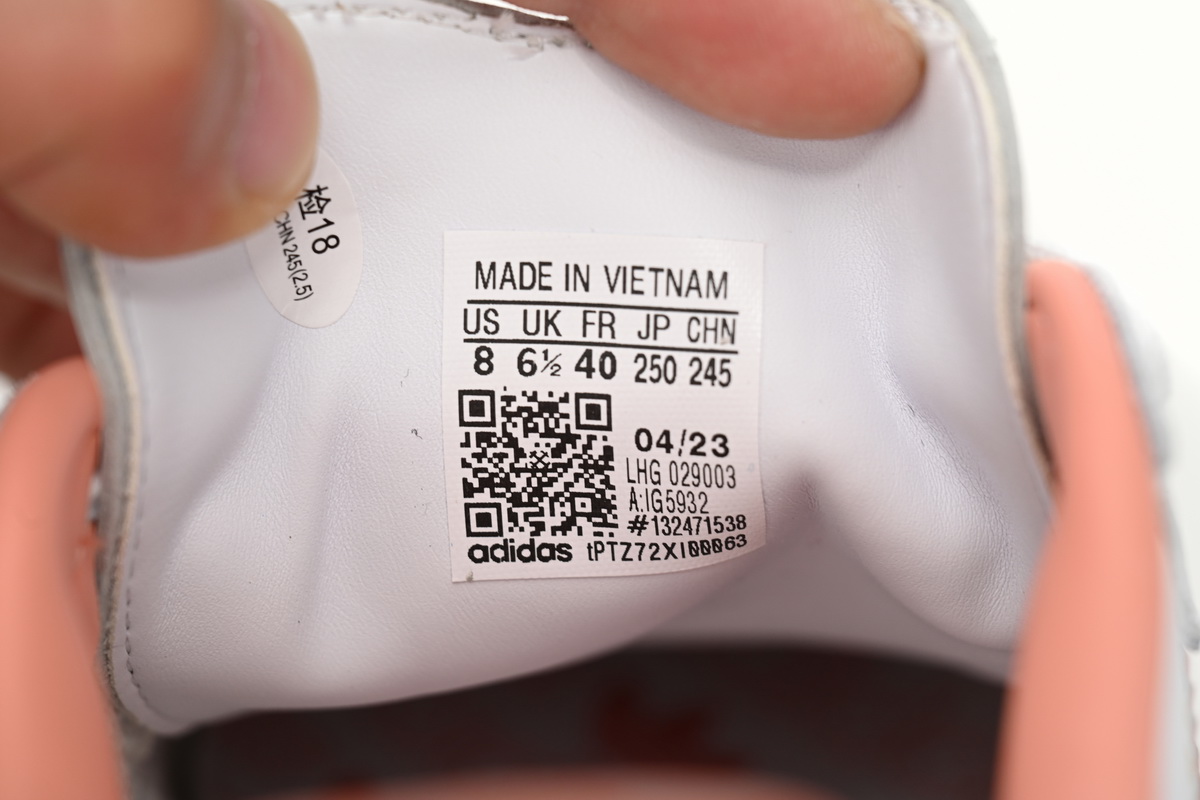 检18
CHN 245(2.5)
MADE IN VIETNAM
US UK FR JP CHN
8 6½ 40 250 245
04/23
LHG 029003
A:IG5932
#132471538
adidas tPTZ72XI00063